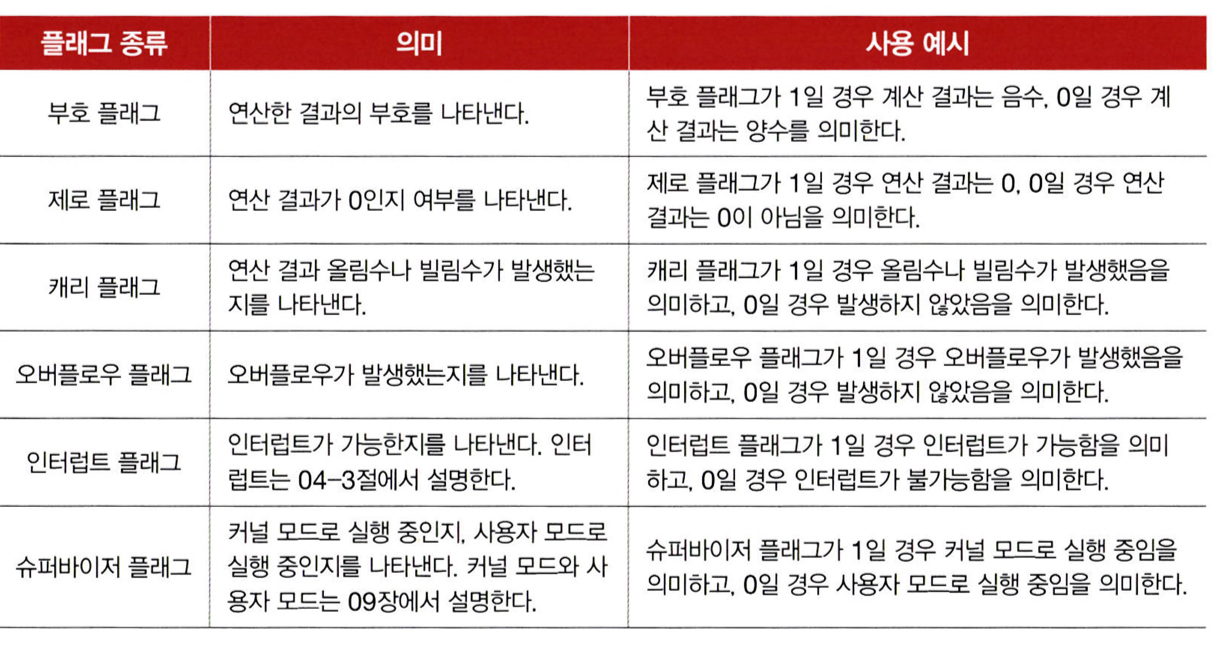 플래그 종류 의미 사용 예시
부호 플래그
연산한 결과의 부호를 나타낸다.
부호 플래그가 1일 경우 계산 결과는 음수, 0일 경우 계
산 결과는 양수를 의미한다.
제로 플래그
연산 결과가 0인지 여부를 나타낸다.
제로 플래그가 1일 경우 연산 결과는 0, 0일 경우 연산
결과는 0이 아님을 의미한다.
캐리 플래그
연산 결과 올림수나 빌림수가 발생했는
지를 나타낸다.
캐리 플래그가 1일 경우 올림수나 빌림수가 발생했음을
의미하고, 0일 경우 발생하지 않았음을 의미한다.
오버플로우 플래그
오버플로우가 발생했는지를 나타낸다.
오버플로우 플래그가 1일 경우 오버플로우가 발생했음을
의미하고, 0일 경우 발생하지 않았음을 의미한다.
인터럽트 플래그
인터럽트가 가능한지를 나타낸다. 인터
럽트는 04-3절에서 설명한다.
인터럽트 플래그가 1일 경우 인터럽트가 가능함을 의미
하고, 0일 경우 인터럽트가 불가능함을 의미한다.
슈퍼바이저 플래그
커널 모드로 실행 중인지, 사용자 모드로
실행 중인지를 나타낸다. 커널 모드와 사
용자 모드는 09장에서 설명한다.
슈퍼바이저 플래그가 1일 경우 커널 모드로 실행 중임을
의미하고, 0일 경우 사용자 모드로 실행 중임을 의미한다.